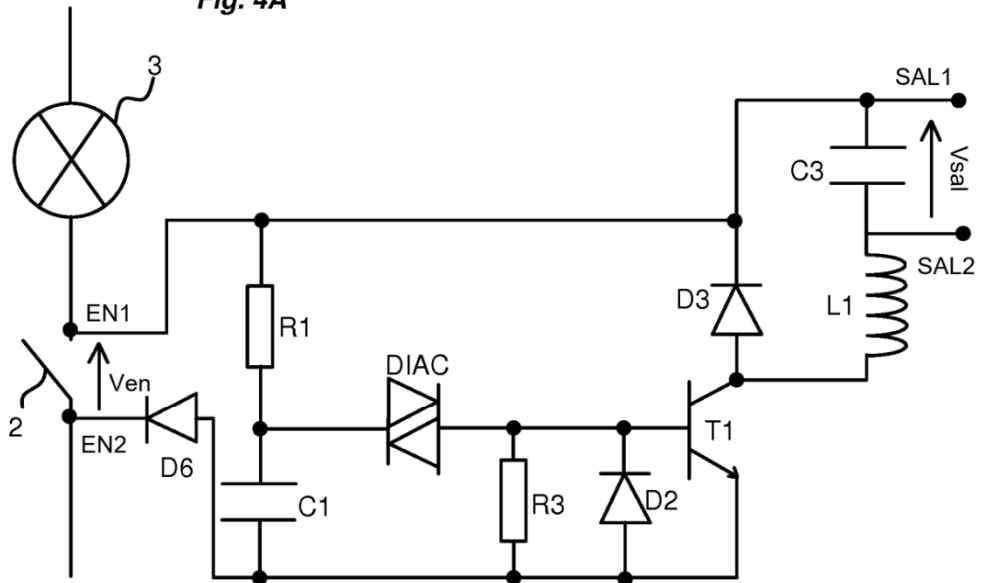 Fig. 4A
3
SAL1
C3
Vsal
SAL2
EN1
R1
D3
L1
DIAC
Ven
2
EN2
T1
D6
C1
R3
D2